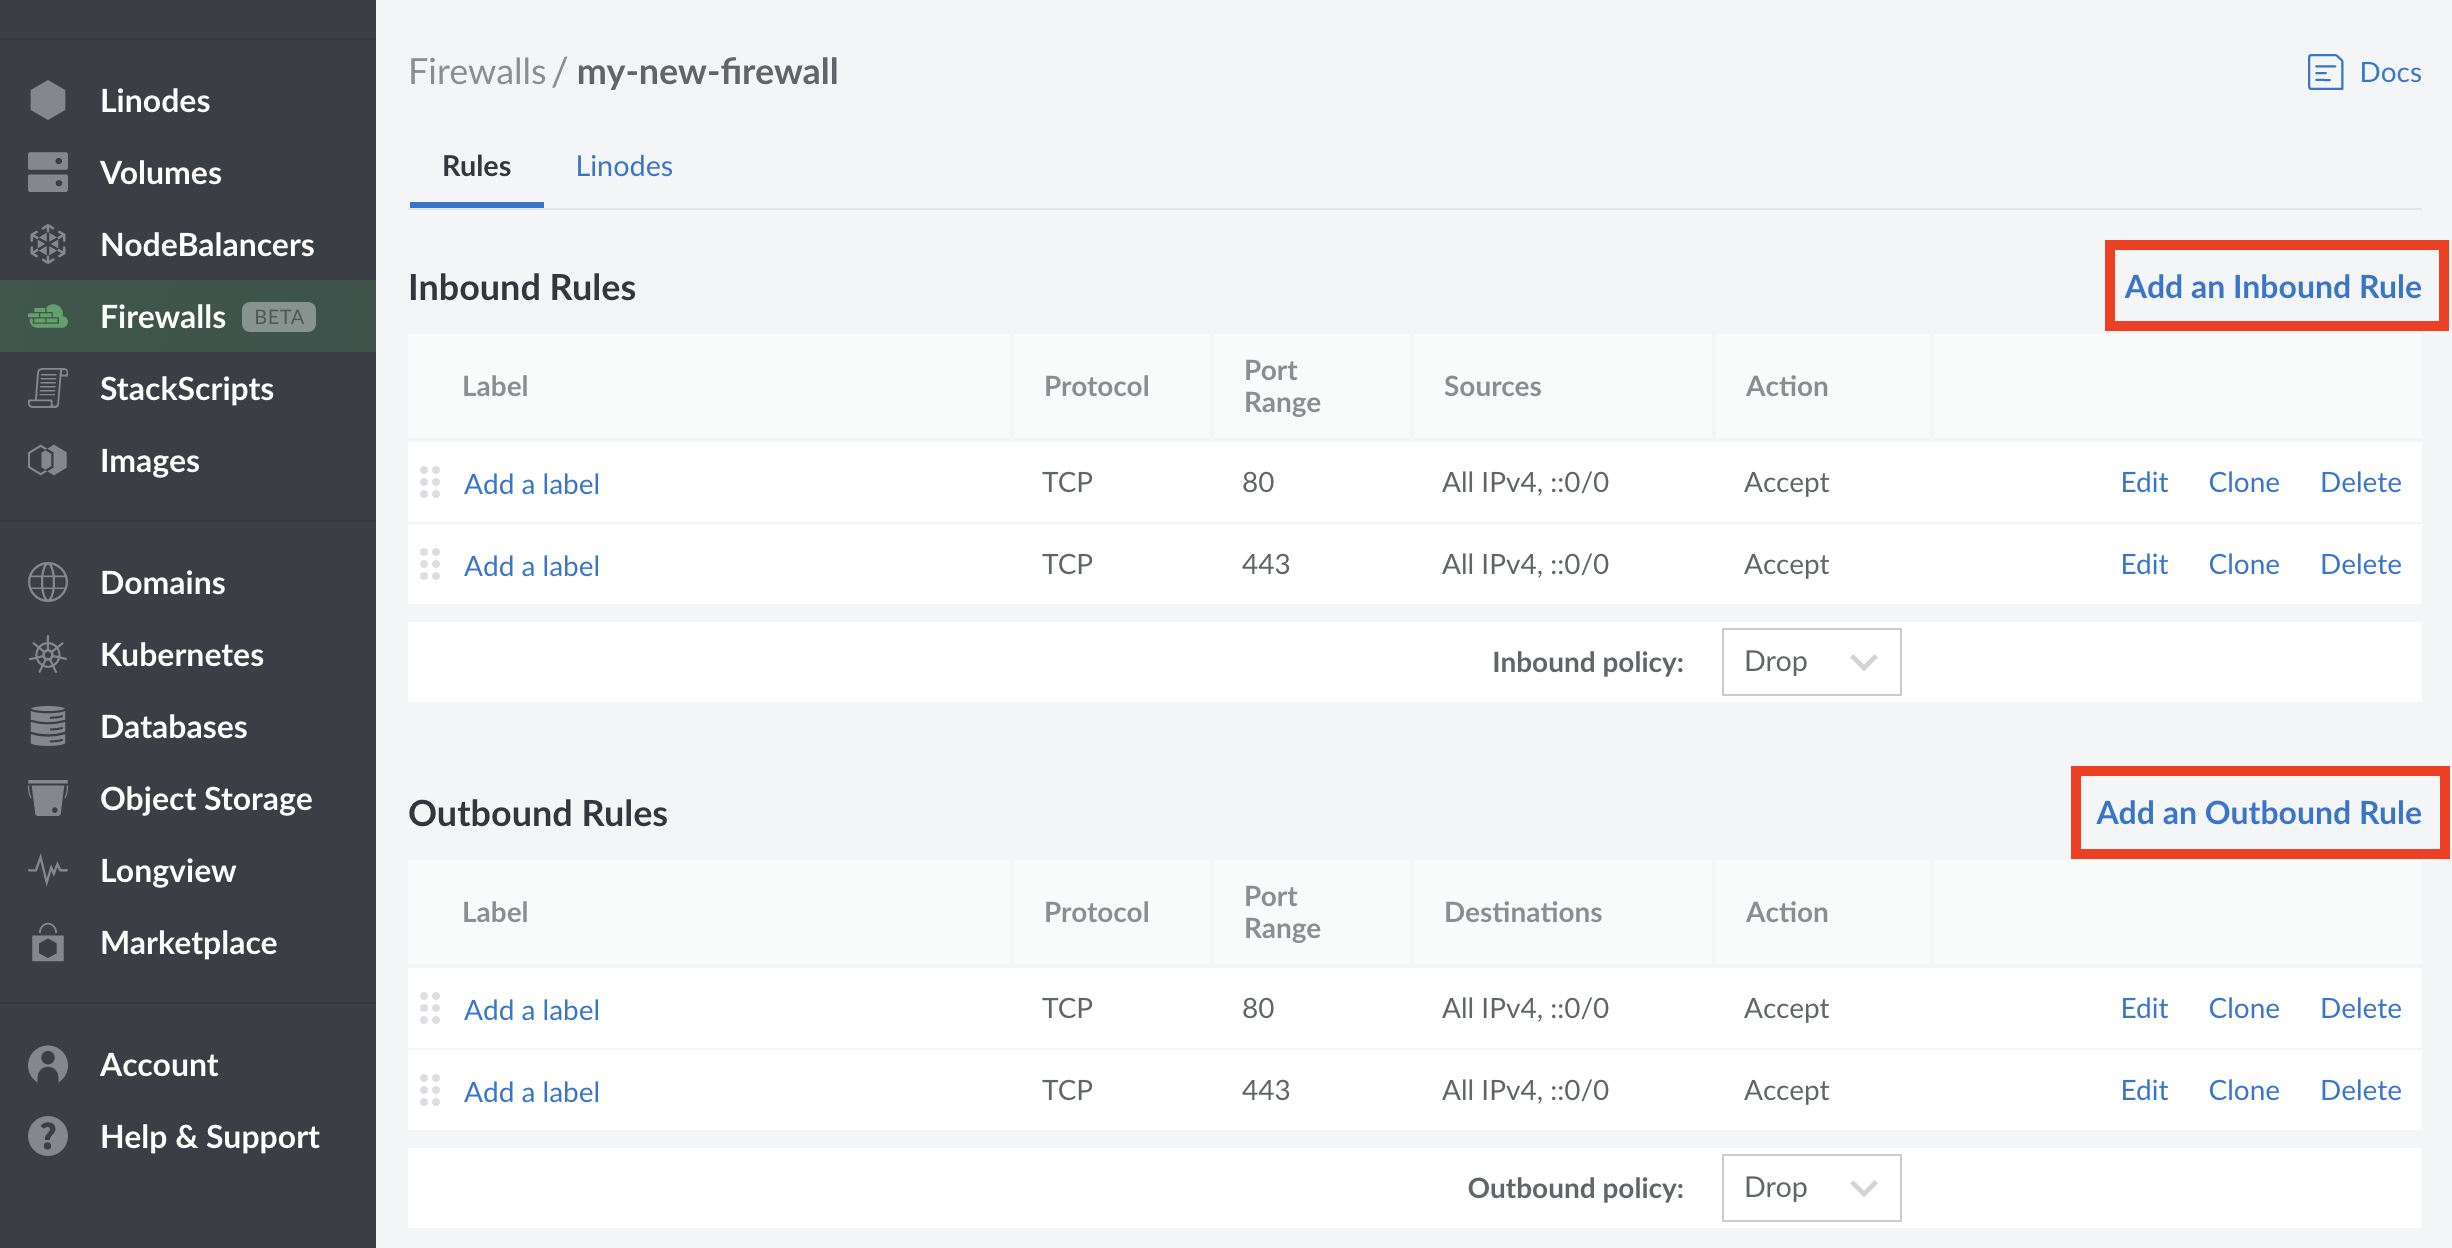 Linodes
Volumes
NodeBalancers
Firewalls BETA
StackScripts
Images
Domains
Kubernetes
Databases
Object Storage
Longview
Marketplace
Account
Help & Support
Firewalls / my-new-firewall
Docs
Rules Linodes
Inbound Rules
Add an Inbound Rule
Label Protocol Port Range Sources Action
Add a label TCP 80 All IPv4, ::0/0 Accept Edit Clone Delete
Add a label TCP 443 All IPv4, ::0/0 Accept Edit Clone Delete
Inbound policy: Drop
Outbound Rules
Add an Outbound Rule
Label Protocol Port Range Destinations Action
Add a label TCP 80 All IPv4, ::0/0 Accept Edit Clone Delete
Add a label TCP 443 All IPv4, ::0/0 Accept Edit Clone Delete
Outbound policy: Drop